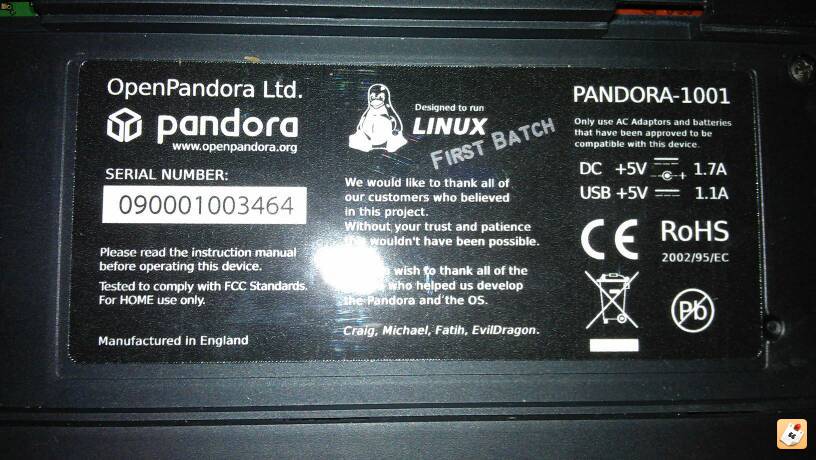 OpenPandora Ltd.
pandora
www.openpandora.org
SERIAL NUMBER:
090001003464
Please read the instruction manual
before operating this device.
Tested to comply with FCC Standards.
For HOME use only.
Manufactured in England
Designed to run
LINUX
FIRST BATCH
We would like to thank all of
our customers who believed
in this project.
Without your trust and patience
wouldn't have been possible.
wish to thank all of the
who helped us develop
the Pandora and the OS.
Craig, Michael, Fatih, EvilDragon.
PANDORA-1001
Only use AC Adaptors and batteries
that have been approved to be
compatible with this device.
DC +5V 1.7A
USB +5V 1.1A
CE RoHS
2002/95/EC
Pb